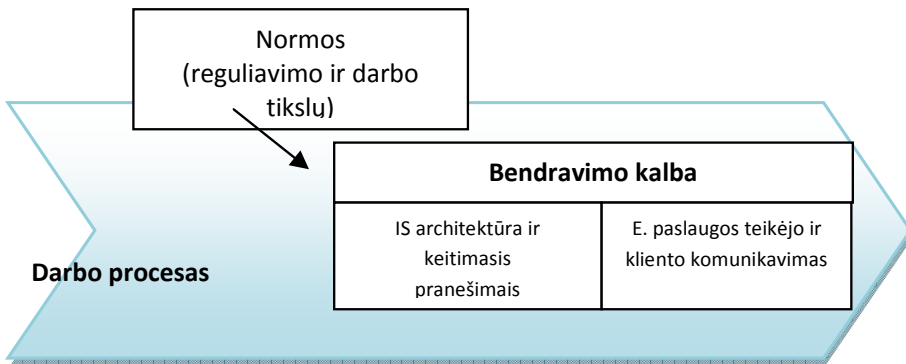 Normos
(reguliavimo ir darbo
tikslų)
Bendravimo kalba
IS architektūra ir
keitimasis
pranešimais
E. paslaugos teikėjo ir
kliento komunikavimas
Darbo procesas